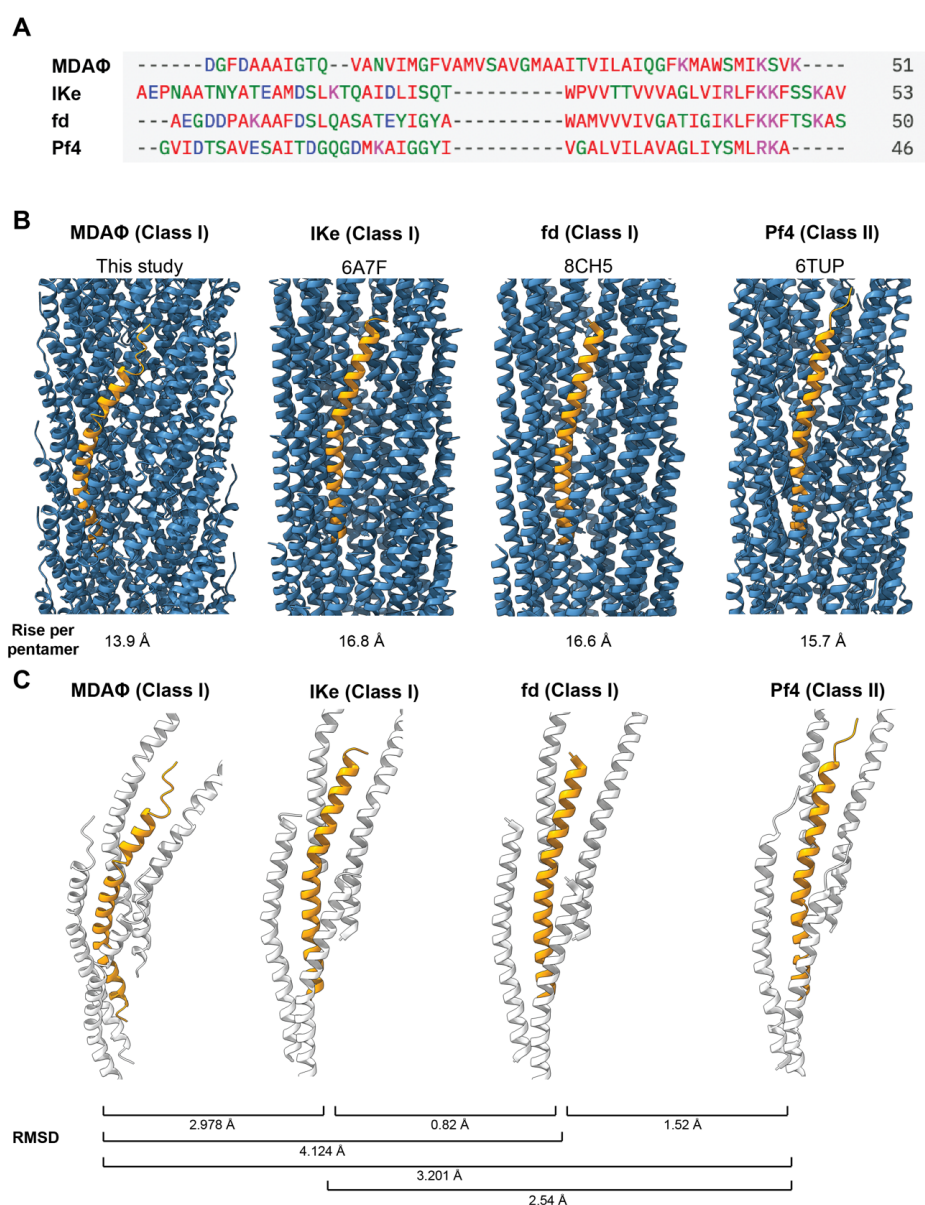 A
MDAΦ ------DGFDAAAIGTQ--VANVIMGFVAMVSAVGMAAITVILAIQGFKMAWSMIKSVK---- 51
IKe AEPNAATNYATEAMDSLKTQAIDLISQT----------WPVVTTVVVAGLVIRLFKKFSSKAV 53
fd ---AEGDDPAKAAFDSLQASATEYIGYA----------WAMVVVIVGATIGIKLFKKFTSKAS 50
Pf4 --GVIDTSAVESAITDGQGDMKAIGGYI----------VGALVILAVAGLIYSMLRKA----- 46
B
MDAΦ (Class I) IKe (Class I) fd (Class I) Pf4 (Class II)
This study 6A7F 8CH5 6TUP
Rise per pentamer 13.9 Å 16.8 Å 16.6 Å 15.7 Å
C
MDAΦ (Class I) IKe (Class I) fd (Class I) Pf4 (Class II)
RMSD
2.978 Å 0.82 Å 1.52 Å
4.124 Å
3.201 Å
2.54 Å